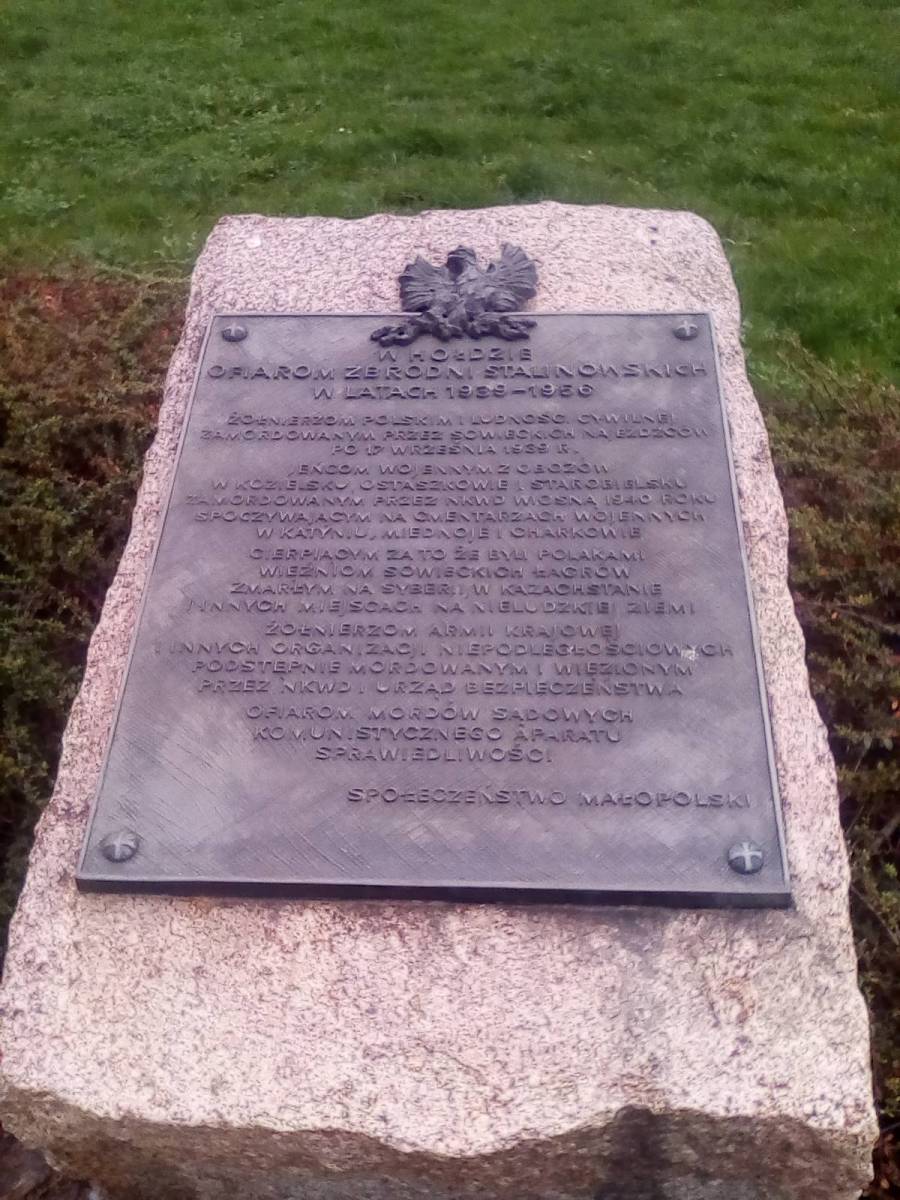 W HOŁDZIE
OFIAROM ZBRODNI STALINOWSKICH
W LATACH 1939–1956
ŻOŁNIERZOM POLSKIM I LUDNOŚCI CYWILNEJ
ZAMORDOWANYM PRZEZ SOWIECKICH NAJEŹDŹCÓW
PO 17 WRZEŚNIA 1939 R.
JEŃCOM WOJENNYM Z OBOZÓW
W KOZIELSKU, OSTASZKOWIE I STAROBIELSKU
ZAMORDOWANYM PRZEZ NKWD WIOSNĄ 1940 ROKU
SPOCZYWAJĄCYM NA CMENTARZACH WOJENNYCH
W KATYNIU, MIEDNOJE I CHARKOWIE
CIERPIĄCYM ZA TO ŻE BYLI POLAKAMI
WIĘŹNIOM SOWIECKICH ŁAGRÓW
ZMARŁYM NA SYBERII, W KAZACHSTANIE
I INNYCH MIEJSCACH NA NIELUDZKIEJ ZIEMI
ŻOŁNIERZOM ARMII KRAJOWEJ
I INNYCH ORGANIZACJI NIEPODLEGŁOŚCIOWYCH
PODSTĘPNIE MORDOWANYM I WIĘZIONYM
PRZEZ NKWD I URZĄD BEZPIECZEŃSTWA
OFIAROM MORDÓW SĄDOWYCH
KOMUNISTYCZNEGO APARATU
SPRAWIEDLIWOŚCI
SPOŁECZEŃSTWO MAŁOPOLSKI